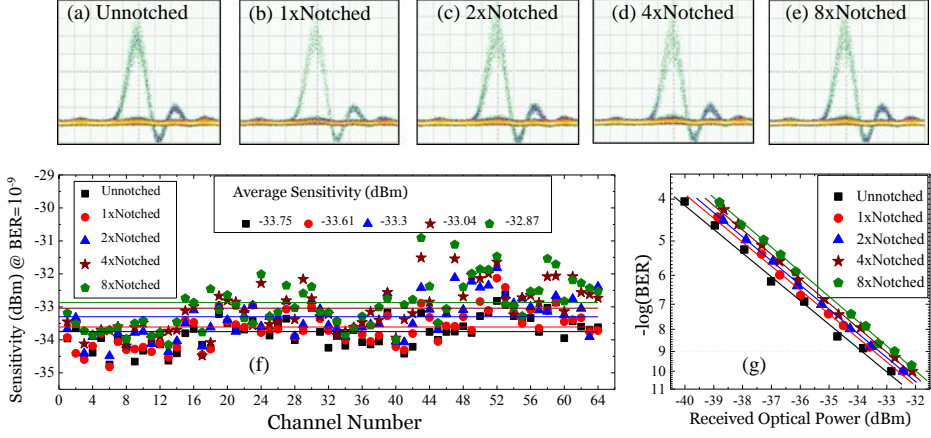 (a) Unnotched
(b) 1xNotched
(c) 2xNotched
(d) 4xNotched
(e) 8xNotched
Sensitivity (dBm) @ BER=10⁻⁹
-29
-30
-31
-32
-33
-34
-35
Unnotched
1xNotched
2xNotched
4xNotched
8xNotched
Average Sensitivity (dBm)
-33.75 -33.61 -33.3 -33.04 -32.87
(f)
0 4 8 12 16 20 24 28 32 36 40 44 48 52 56 60 64
Channel Number
-log(BER)
4
5
6
7
8
9
10
11
Unnotched
1xNotched
2xNotched
4xNotched
8xNotched
(g)
-40 -39 -38 -37 -36 -35 -34 -33 -32
Received Optical Power (dBm)